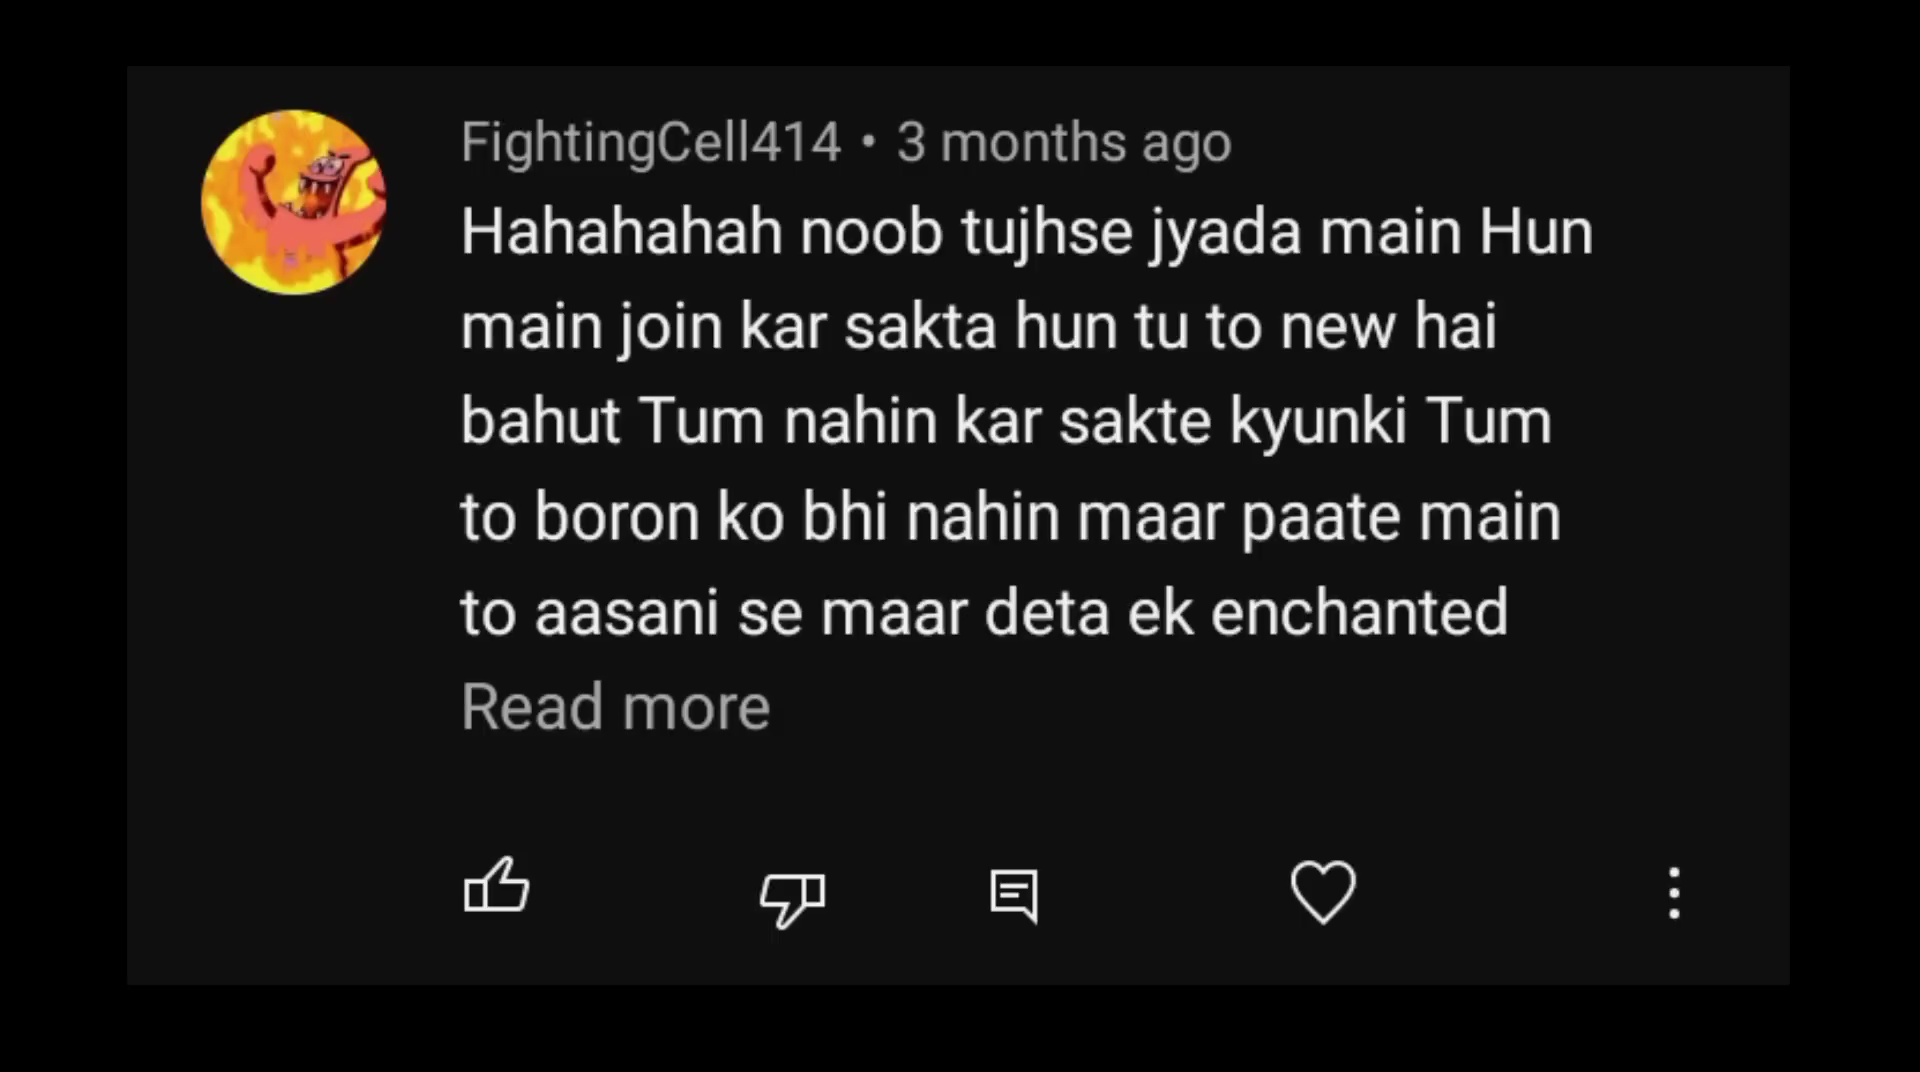 FightingCell414 • 3 months ago
Hahahahah noob tujhse jyada main Hun
main join kar sakta hun tu to new hai
bahut Tum nahin kar sakte kyunki Tum
to boron ko bhi nahin maar paate main
to aasani se maar deta ek enchanted
Read more